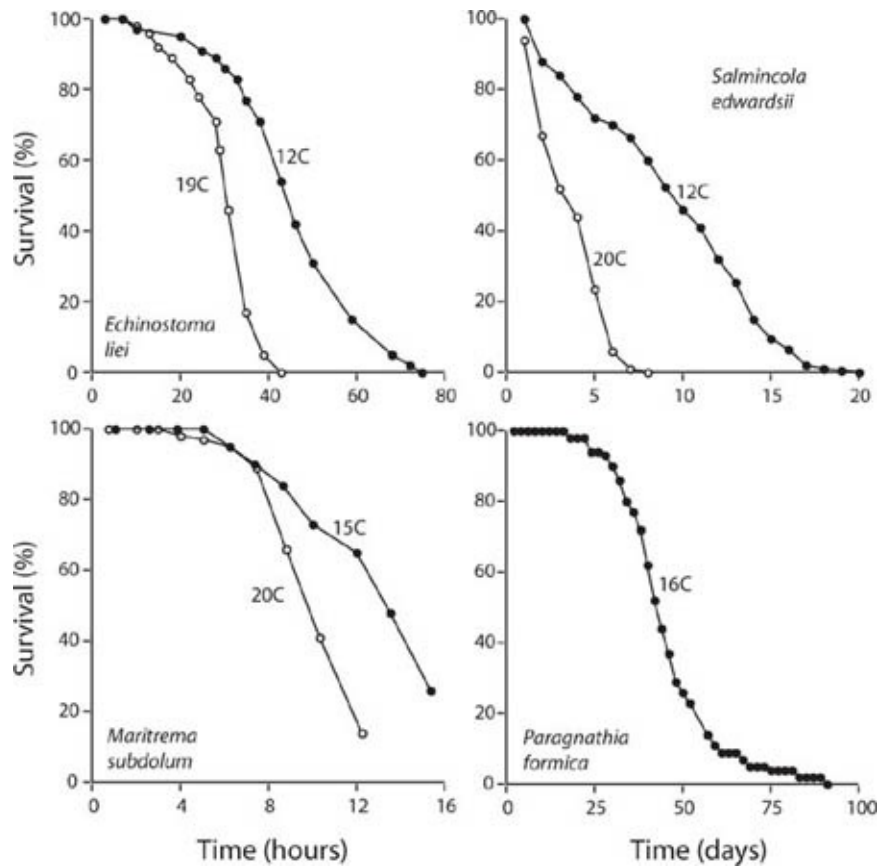 100
80
60
40
20
0
Survival (%)
19C
12C
Echinostoma
liei
0
20
40
60
80
Salmincola
edwardsii
100
80
60
40
20
0
12C
20C
5
10
15
20
100
80
60
40
20
0
Survival (%)
15C
20C
Maritrema
subdolum
0
4
8
12
16
Time (hours)
100
80
60
40
20
0
16C
Paragnathia
formica
0
25
50
75
100
Time (days)